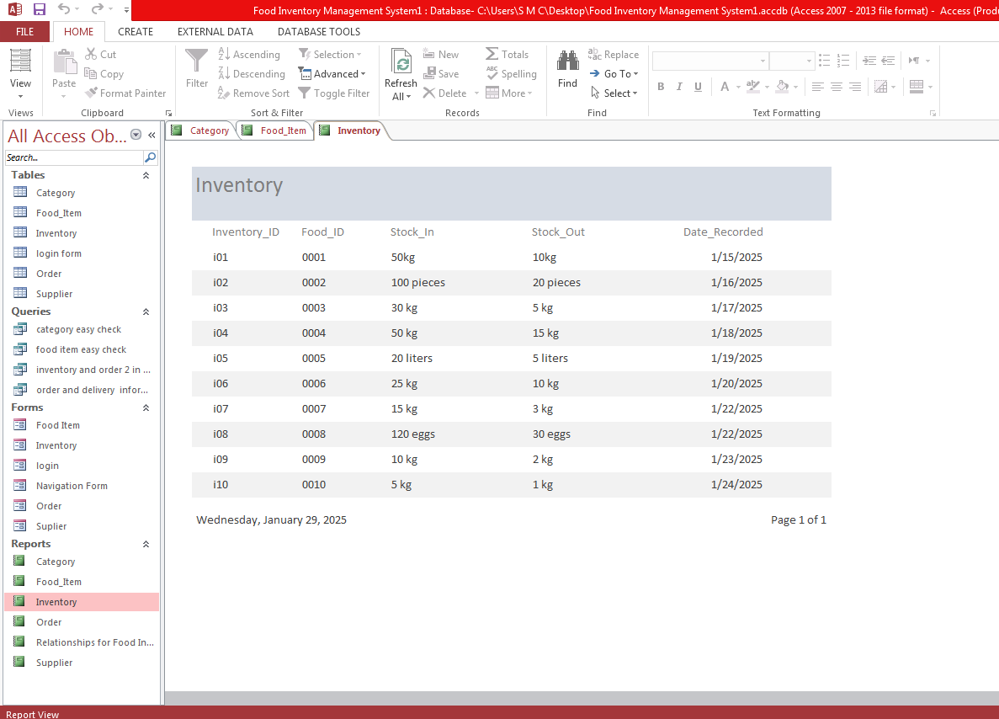 Food Inventory Management System1 : Database- C:\Users\S M C\Desktop\Food Inventory Management System1.accdb (Access 2007 - 2013 file format) - Access (Prod
FILE HOME CREATE EXTERNAL DATA DATABASE TOOLS
View
Views
Paste
Cut
Copy
Format Painter
Clipboard
Filter
Ascending
Descending
Remove Sort
Selection
Advanced
Toggle Filter
Sort & Filter
Refresh
All
New
Save
Delete
Totals
Spelling
More
Records
Find
Replace
Go To
Select
Find
B I U A
Text Formatting
All Access Ob...
Search...
Tables
Category
Food_Item
Inventory
login form
Order
Supplier
Queries
category easy check
food item easy check
inventory and order 2 in ...
order and delivery infor...
Forms
Food Item
Inventory
login
Navigation Form
Order
Suplier
Reports
Category
Food_Item
Inventory
Order
Relationships for Food In...
Supplier
Category Food_Item Inventory
Inventory
Inventory_ID Food_ID Stock_In Stock_Out Date_Recorded
i01 0001 50kg 10kg 1/15/2025
i02 0002 100 pieces 20 pieces 1/16/2025
i03 0003 30 kg 5 kg 1/17/2025
i04 0004 50 kg 15 kg 1/18/2025
i05 0005 20 liters 5 liters 1/19/2025
i06 0006 25 kg 10 kg 1/20/2025
i07 0007 15 kg 3 kg 1/22/2025
i08 0008 120 eggs 30 eggs 1/22/2025
i09 0009 10 kg 2 kg 1/23/2025
i10 0010 5 kg 1 kg 1/24/2025
Wednesday, January 29, 2025 Page 1 of 1
Report View